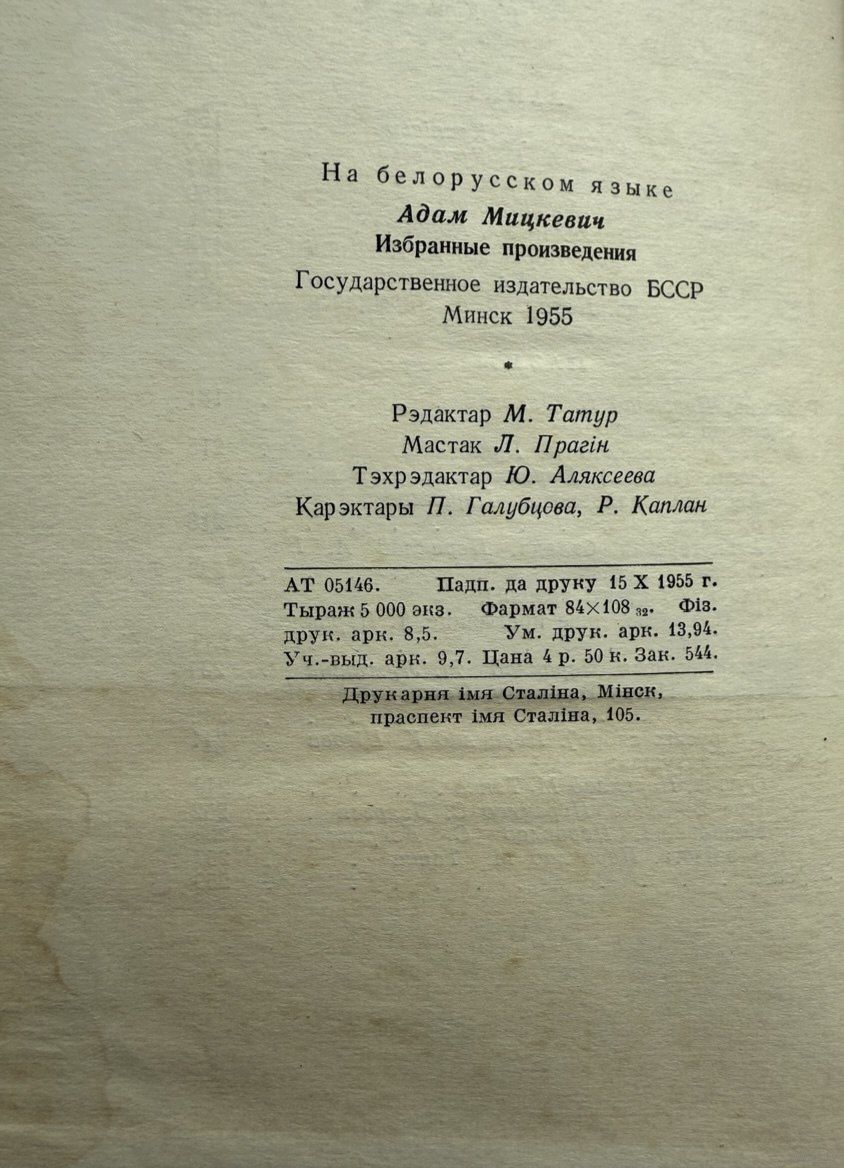 На белорусском языке
Адам Мицкевич
Избранные произведения
Государственное издательство БССР
Минск 1955
*
Рэдактар М. Татур
Мастак Л. Прагін
Тэхрэдактар Ю. Аляксеева
Карэктары П. Галубцова, Р. Каплан
АТ 05146. Падп. да друку 15 X 1955 г.
Тыраж 5 000 экз. Фармат 84×108 32. Фіз.
друк. арк. 8,5. Ум. друк. арк. 13,94.
Уч.-выд. арк. 9,7. Цана 4 р. 50 к. Зак. 544.
Друкарня імя Сталіна, Мінск,
праспект імя Сталіна, 105.